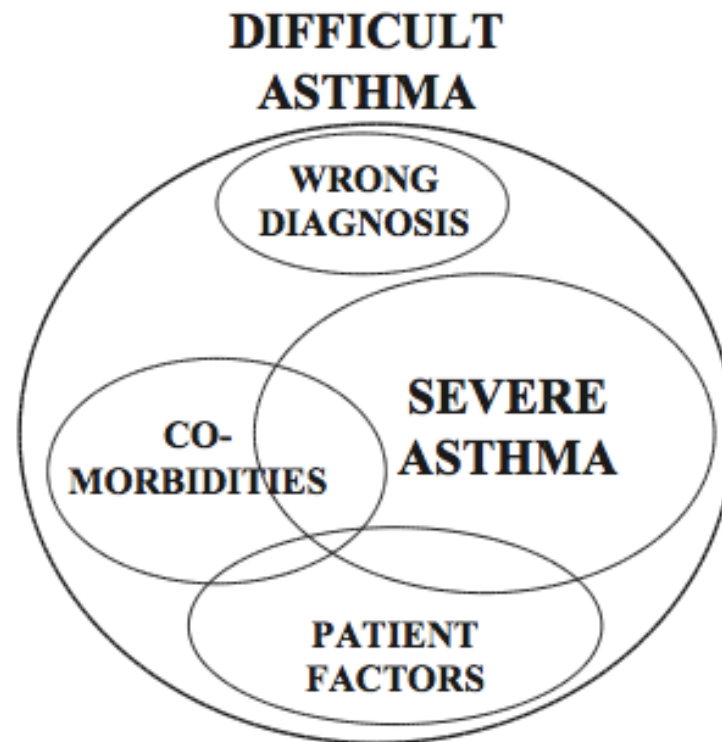 DIFFICULT
ASTHMA
WRONG
DIAGNOSIS
SEVERE
ASTHMA
CO-
MORBIDITIES
PATIENT
FACTORS